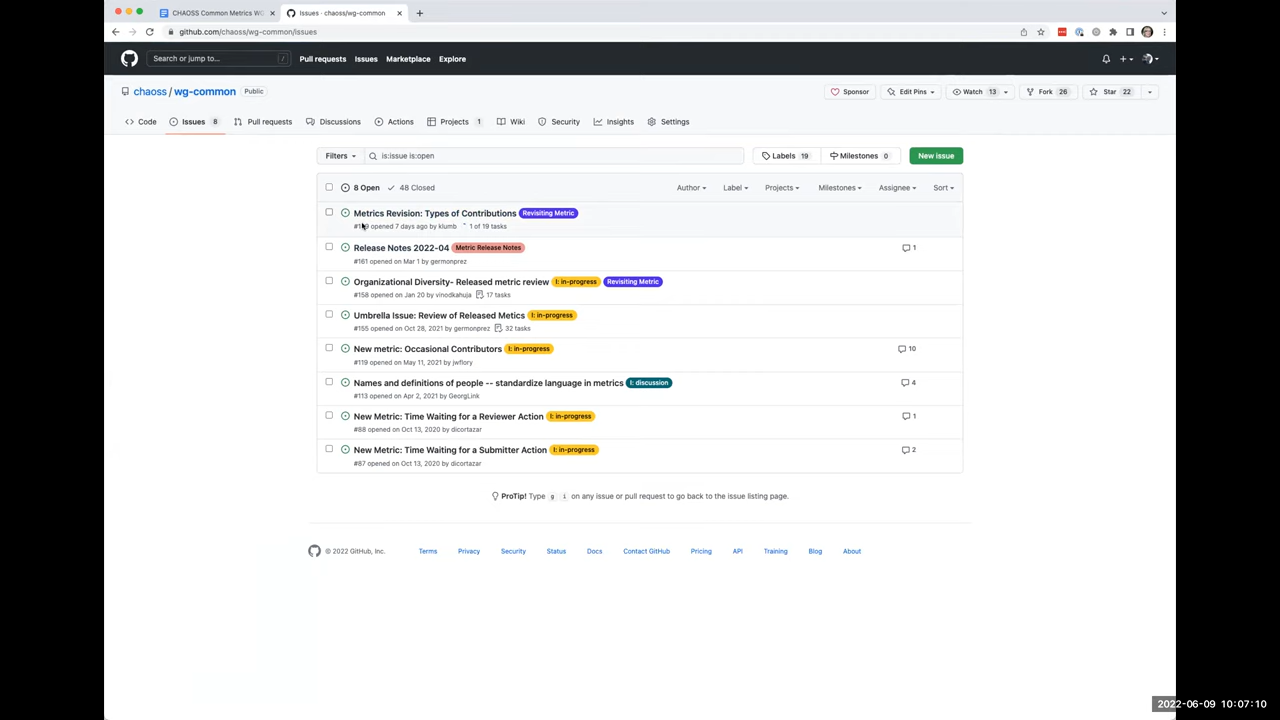 CHAOSS Common Metrics WG
Issues · chaoss/wg-common
github.com/chaoss/wg-common/issues
Search or jump to... /
Pull requests Issues Marketplace Explore
chaoss / wg-common Public
Sponsor Edit Pins Watch 13 Fork 26 Star 22
Code Issues 8 Pull requests Discussions Actions Projects 1 Wiki Security Insights Settings
Filters is:issue is:open Labels 19 Milestones 0 New issue
8 Open 48 Closed Author Label Projects Milestones Assignee Sort
Metrics Revision: Types of Contributions Revisiting Metric
opened 7 days ago by klumb 1 of 19 tasks
Release Notes 2022-04 Metric Release Notes 1
#161 opened on Mar 1 by germonprez
Organizational Diversity- Released metric review I: in-progress Revisiting Metric
#158 opened on Jan 20 by vinodkahuja 17 tasks
Umbrella Issue: Review of Released Metics I: in-progress
#155 opened on Oct 28, 2021 by germonprez 32 tasks
New metric: Occasional Contributors I: in-progress 10
#119 opened on May 11, 2021 by jwflory
Names and definitions of people -- standardize language in metrics I: discussion 4
#113 opened on Apr 2, 2021 by GeorgLink
New Metric: Time Waiting for a Reviewer Action I: in-progress 1
#88 opened on Oct 13, 2020 by dicortazar
New Metric: Time Waiting for a Submitter Action I: in-progress 2
#87 opened on Oct 13, 2020 by dicortazar
ProTip! Type g i on any issue or pull request to go back to the issue listing page.
© 2022 GitHub, Inc. Terms Privacy Security Status Docs Contact GitHub Pricing API Training Blog About
2022-06-09 10:07:10